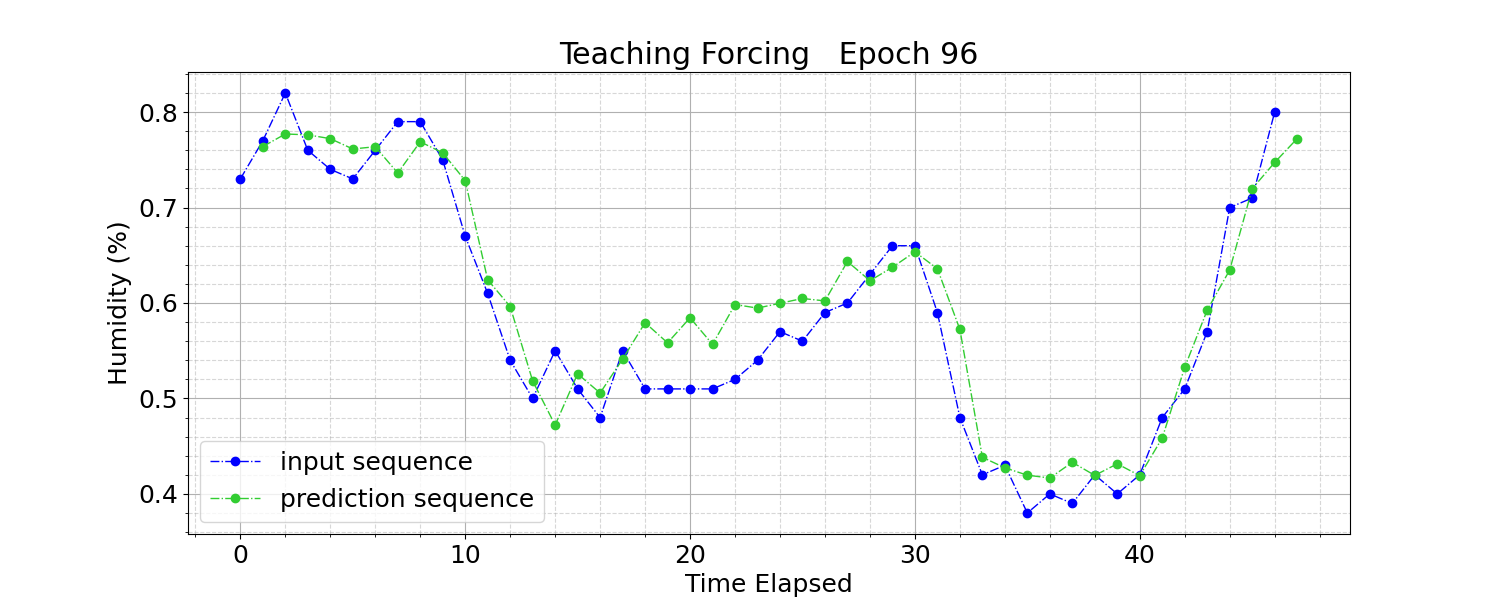 Teaching Forcing   Epoch 96
Humidity (%)
0.8
0.7
0.6
0.5
0.4
input sequence
prediction sequence
0 10 20 30 40
Time Elapsed